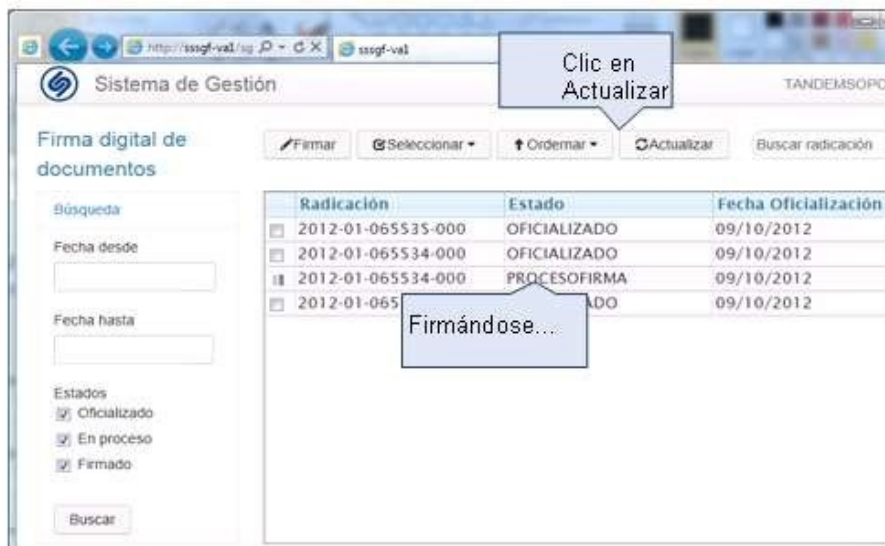 http://sssgf-val/sg
sssgf-val
Sistema de Gestión
TANDEMSOPO
Clic en
Actualizar
Firma digital de
documentos
Firmar
Seleccionar
Ordernar
Actualizar
Buscar radicación
Búsqueda
Fecha desde
Fecha hasta
Estados
Oficializado
En proceso
Firmado
Buscar
Radicación Estado Fecha Oficialización
2012-01-065535-000 OFICIALIZADO 09/10/2012
2012-01-065534-000 OFICIALIZADO 09/10/2012
2012-01-065534-000 PROCESOFIRMA 09/10/2012
2012-01-065 ADO 09/10/2012
Firmándose...